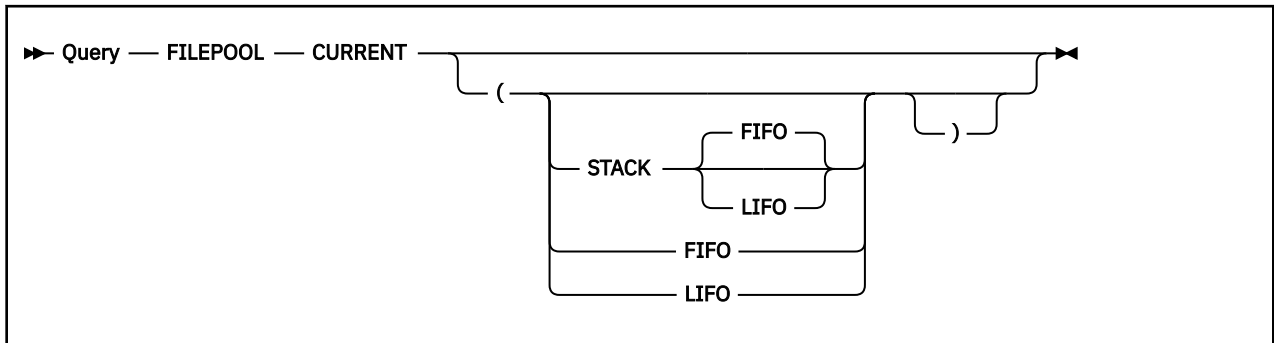 Query FILEPOOL CURRENT
(
)
FIFO
STACK
LIFO
FIFO
LIFO